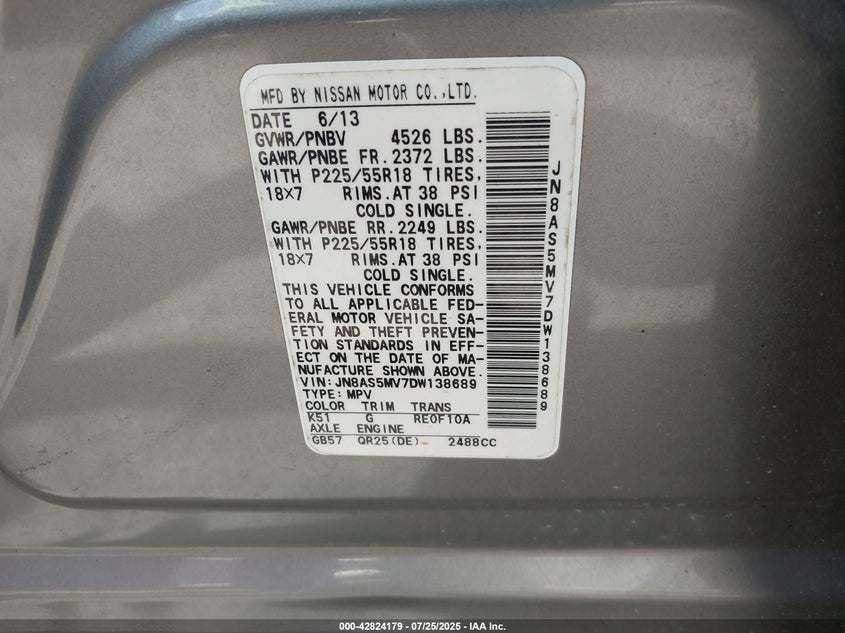 MFD BY NISSAN MOTOR CO.,LTD.
DATE 6/13
GVWR/PNBV 4526 LBS.
GAWR/PNBE FR.2372 LBS.
WITH P225/55R18 TIRES,
18×7 RIMS.AT 38 PSI
COLD SINGLE.
GAWR/PNBE RR.2249 LBS.
WITH P225/55R18 TIRES,
18×7 RIMS.AT 38 PSI
COLD SINGLE.
THIS VEHICLE CONFORMS
TO ALL APPLICABLE FED-
ERAL MOTOR VEHICLE SA-
FETY AND THEFT PREVEN-
TION STANDARDS IN EFF-
ECT ON THE DATE OF MA-
NUFACTURE SHOWN ABOVE.
VIN:JN8AS5MV7DW138689
TYPE:MPV
COLOR TRIM TRANS
K51 G RE0F10A
AXLE ENGINE
GB57 QR25(DE)- 2488CC
JN8AS5MV7DW138689
000-42824179 - 07/25/2025 - IAA Inc.